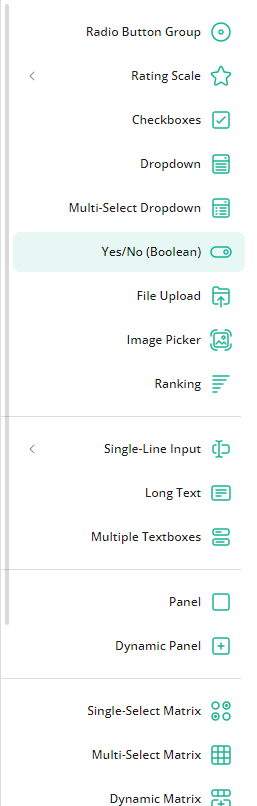 Radio Button Group
Rating Scale
Checkboxes
Dropdown
Multi-Select Dropdown
Yes/No (Boolean)
File Upload
Image Picker
Ranking
Single-Line Input
Long Text
Multiple Textboxes
Panel
Dynamic Panel
Single-Select Matrix
Multi-Select Matrix
Dynamic Matrix